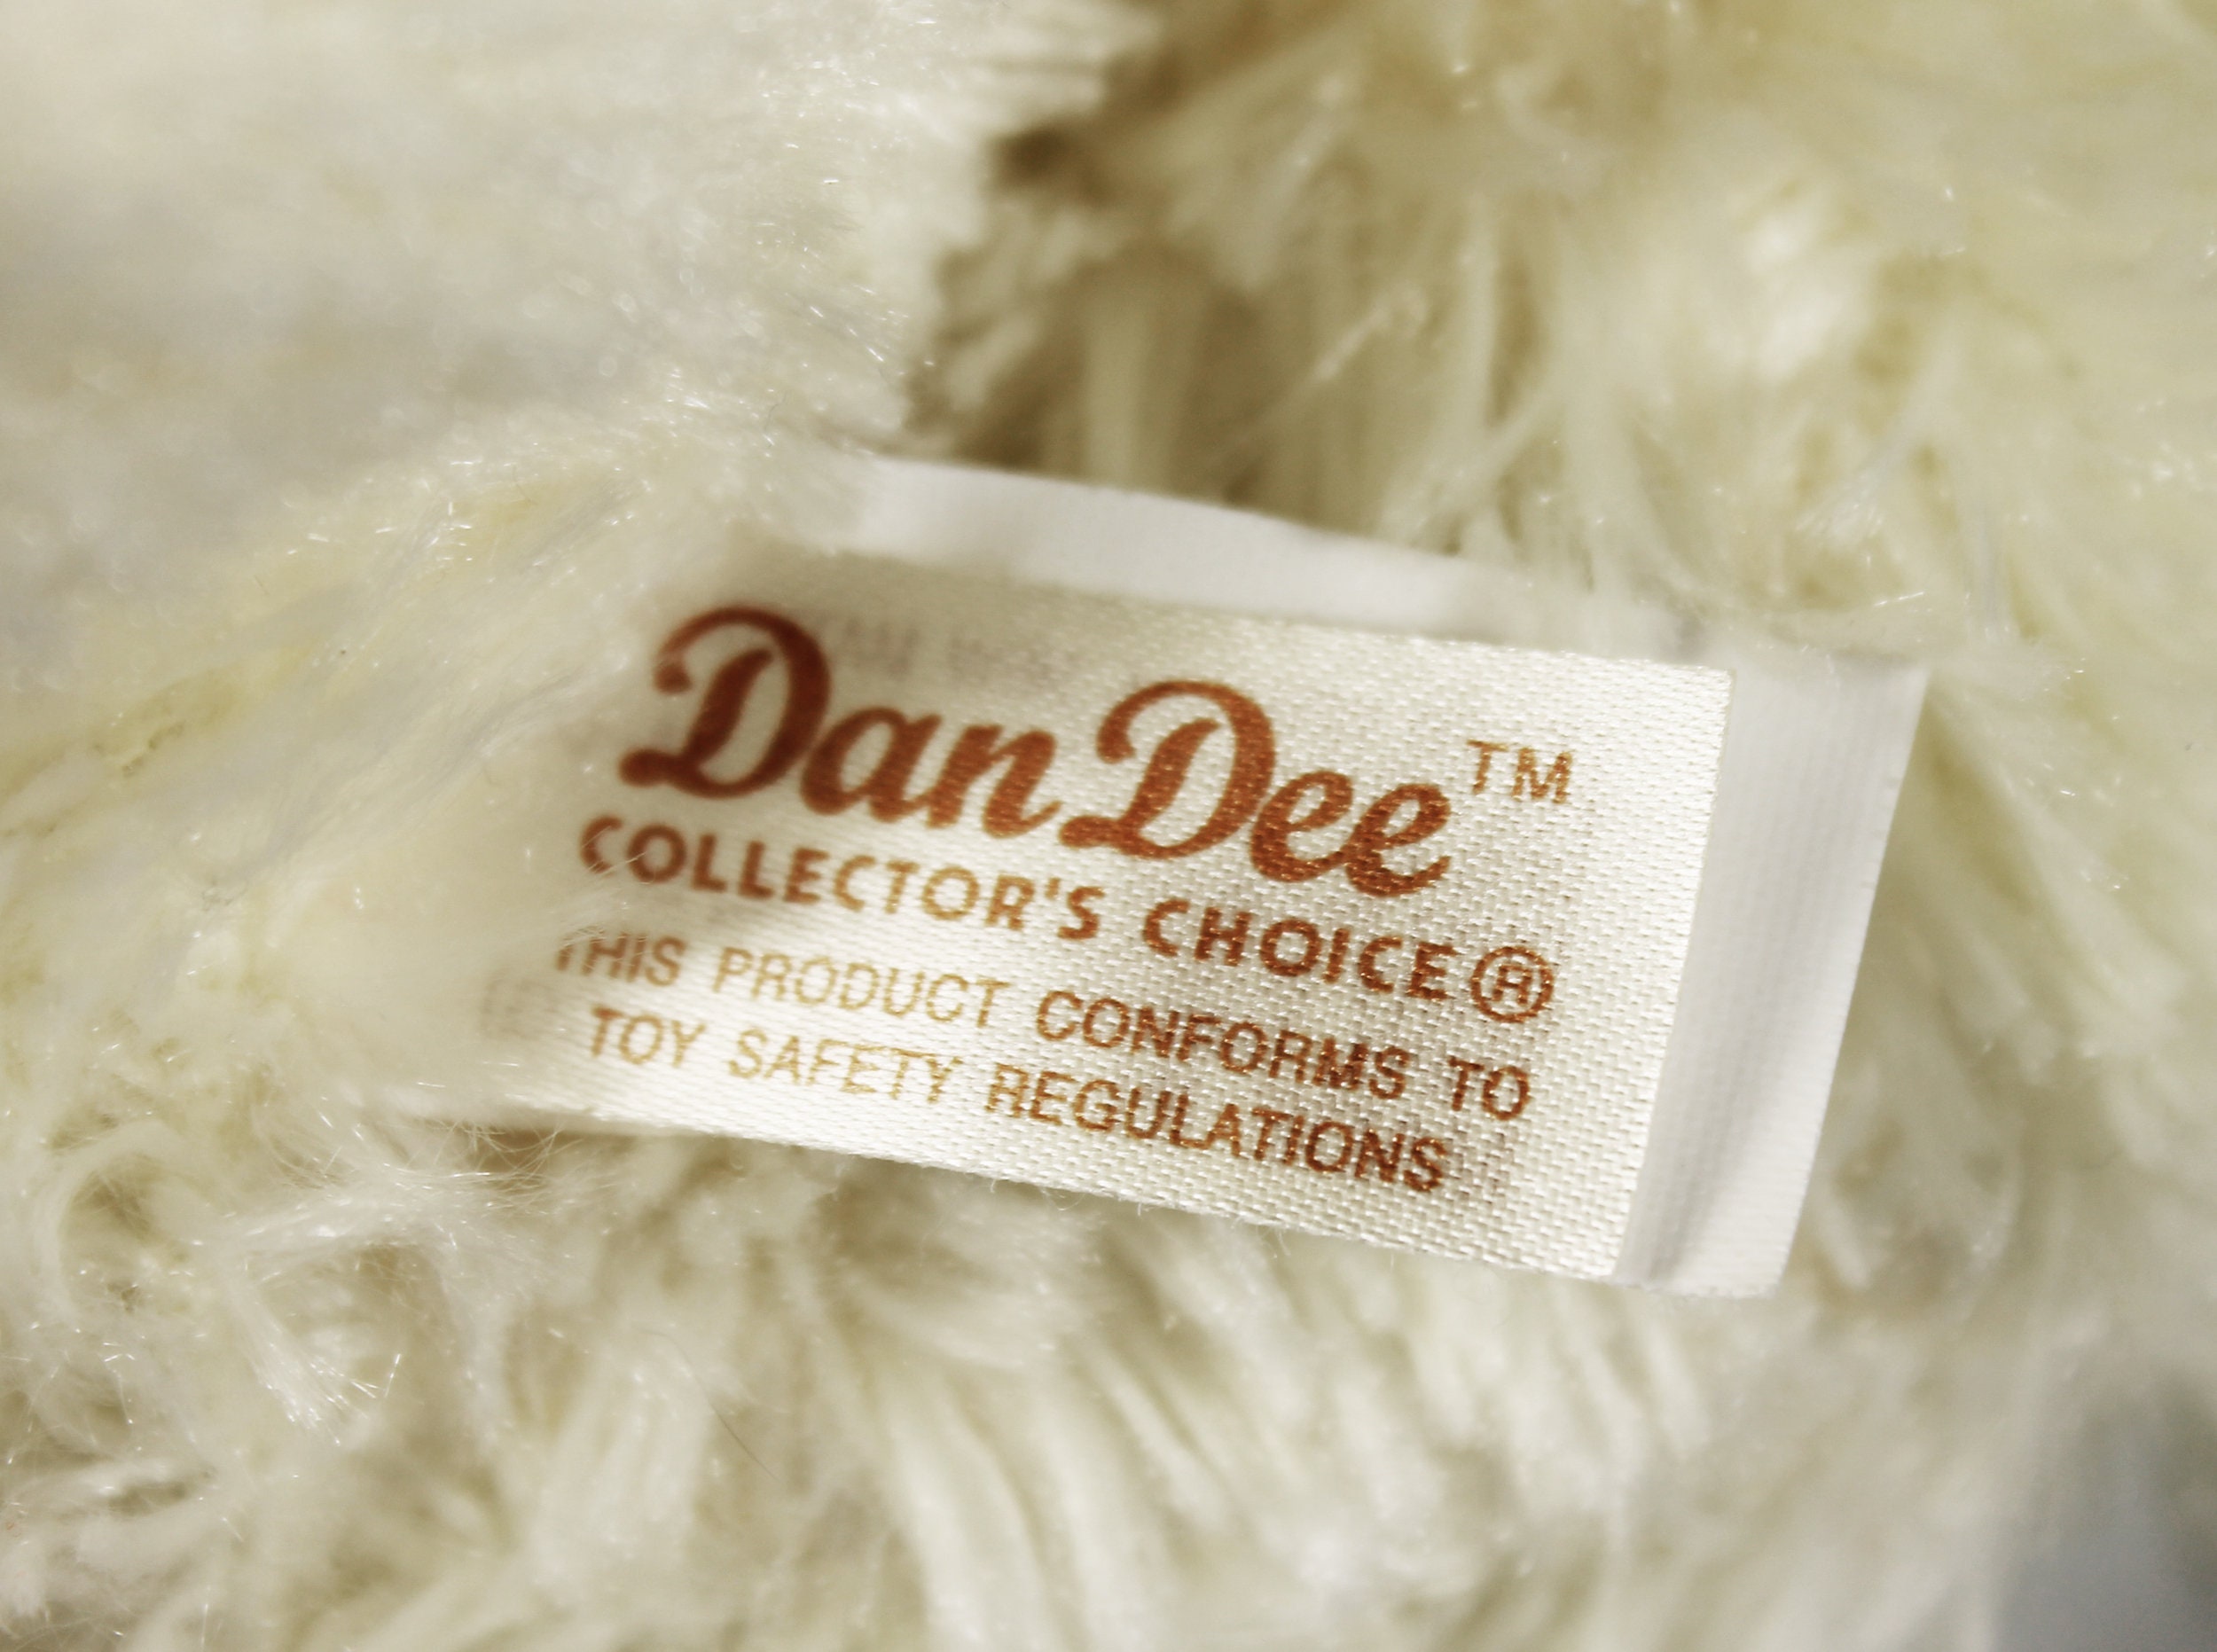 Dan Dee™
COLLECTOR'S CHOICE®
THIS PRODUCT CONFORMS TO
TOY SAFETY REGULATIONS